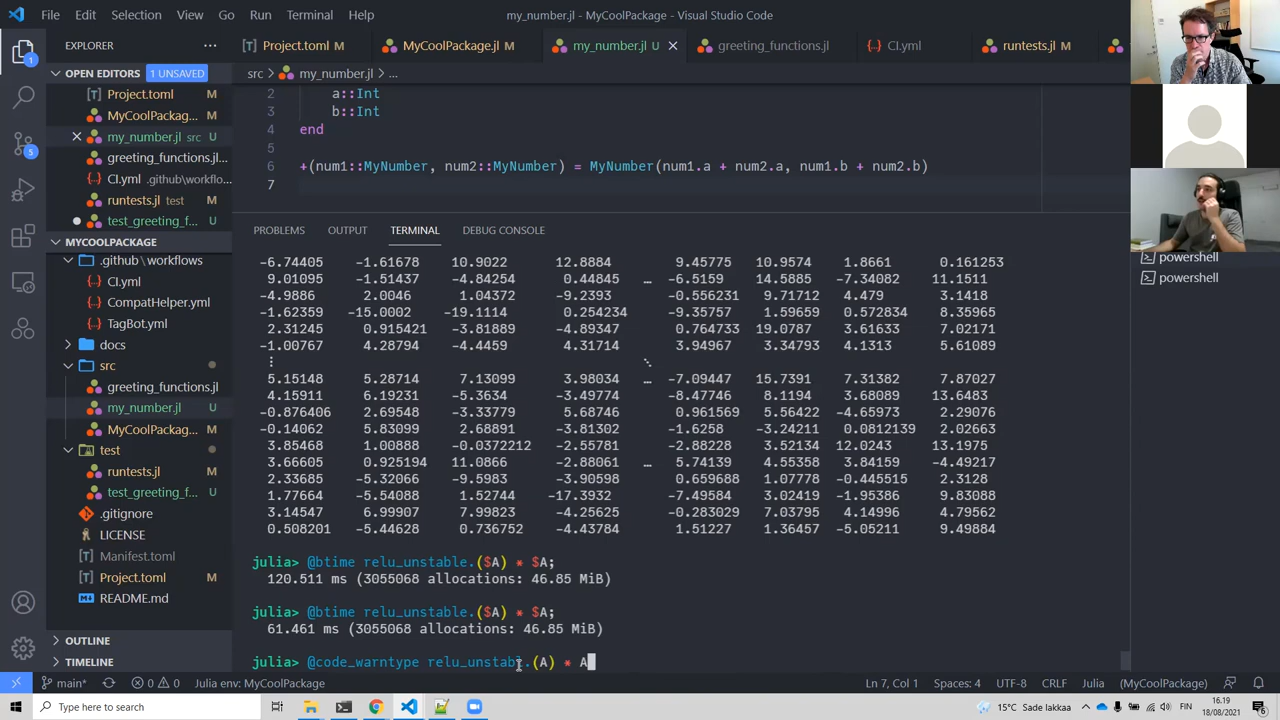 File Edit Selection View Go Run Terminal Help
my_number.jl - MyCoolPackage - Visual Studio Code
EXPLORER
Project.toml M
MyCoolPackage.jl M
my_number.jl U
greeting_functions.jl
CI.yml
runtests.jl M
OPEN EDITORS 1 UNSAVED
Project.toml M
MyCoolPackag... M
my_number.jl src U
greeting_functions.jl...
CI.yml .github\workflo...
runtests.jl test M
test_greeting_f... U
MYCOOLPACKAGE
.github\workflows
CI.yml
CompatHelper.yml
TagBot.yml
docs
src
greeting_functions.jl
my_number.jl U
MyCoolPackag... M
test
runtests.jl M
test_greeting_f... U
.gitignore
LICENSE
Manifest.toml
Project.toml M
README.md
OUTLINE
TIMELINE
src > my_number.jl > ...
2 a::Int
3 b::Int
4 end
5
6 +(num1::MyNumber, num2::MyNumber) = MyNumber(num1.a + num2.a, num1.b + num2.b)
7
PROBLEMS OUTPUT TERMINAL DEBUG CONSOLE
-6.74405 -1.61678 10.9022 12.8884 9.45775 10.9574 1.8661 0.161253
9.01095 -1.51437 -4.84254 0.44845 … -6.5159 14.5885 -7.34082 11.1511
-4.9886 2.0046 1.04372 -9.2393 -0.556231 9.71712 4.479 3.1418
-1.62359 -15.0002 -19.1114 0.254234 -9.35757 1.59659 0.572834 8.35965
2.31245 0.915421 -3.81889 -4.89347 0.764733 19.0787 3.61633 7.02171
-1.00767 4.28794 -4.4459 4.31714 3.94967 3.34793 4.1313 5.61089
⋮ ⋱
5.15148 5.28714 7.13099 3.98034 … -7.09447 15.7391 7.31382 7.87027
4.15911 6.19231 -5.3634 -3.49774 -8.47746 8.1194 3.68089 13.6483
-0.876406 2.69548 -3.33779 5.68746 0.961569 5.56422 -4.65973 2.29076
-0.14062 5.83099 2.68891 -3.81302 -1.6258 -3.24211 0.0812139 2.02663
3.85468 1.00888 -0.0372212 -2.55781 -2.88228 3.52134 12.0243 13.1975
3.66605 0.925194 11.0866 -2.88061 … 5.74139 4.55358 3.84159 -4.49217
2.33685 -5.32066 -9.5983 -3.90598 0.659688 1.07778 -0.445515 2.3128
1.77664 -5.54088 1.52744 -17.3932 -7.49584 3.02419 -1.95386 9.83088
3.14547 6.99907 7.99823 -4.25625 -0.283029 7.03795 4.14996 4.79562
0.508201 -5.44628 0.736752 -4.43784 1.51227 1.36457 -5.05211 9.49884
julia> @btime relu_unstable.($A) * $A;
120.511 ms (3055068 allocations: 46.85 MiB)
julia> @btime relu_unstable.($A) * $A;
61.461 ms (3055068 allocations: 46.85 MiB)
julia> @code_warntype relu_unstable.(A) * A
powershell
powershell
main* 0 0 Julia env: MyCoolPackage
Ln 7, Col 1 Spaces: 4 UTF-8 CRLF Julia (MyCoolPackage)
Type here to search
15°C Sade lakkaa
FIN
16.19
18/08/2021